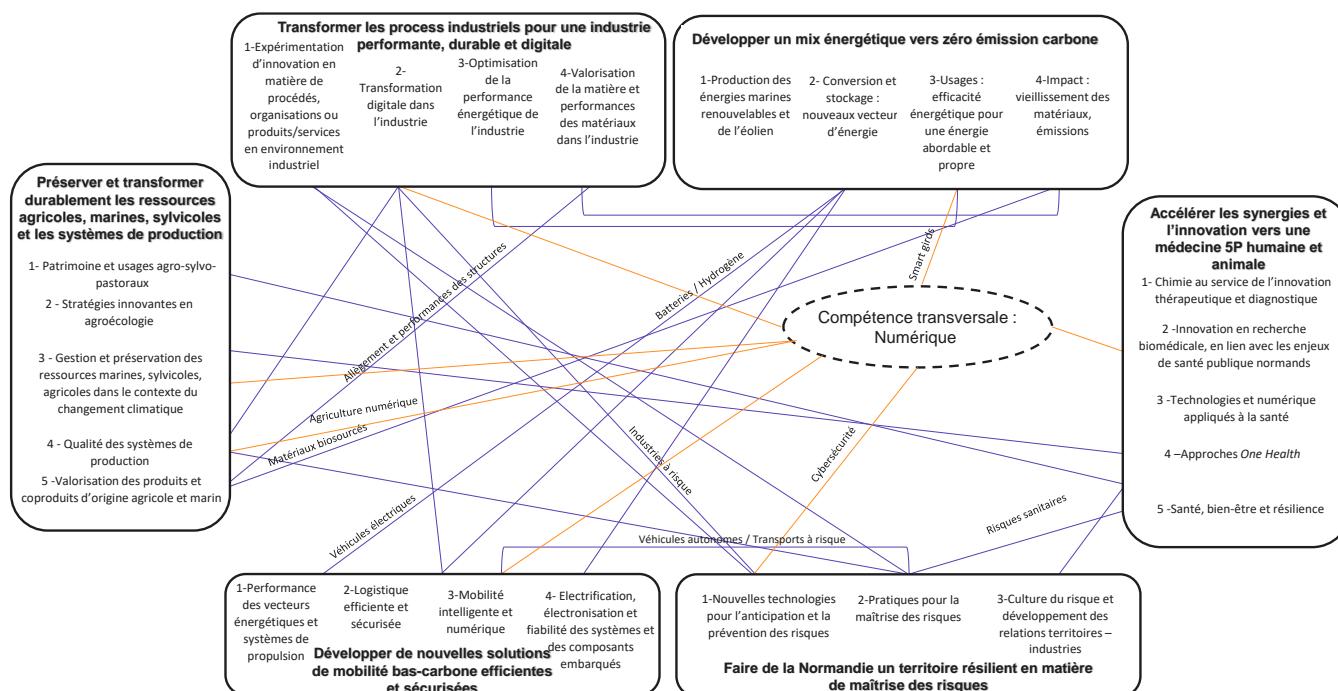 Transformer les process industriels pour une industrie
performante, durable et digitale
1-Expérimentation
d’innovation en
matière de
procédés,
organisations ou
produits/services
en environnement
industriel
2-
Transformation
digitale dans
l’industrie
3-Optimisation de
la performance
énergétique de
l’industrie
4-Valorisation
de la matière et
performances
des matériaux
dans l’industrie
Développer un mix énergétique vers zéro émission carbone
1-Production des
énergies marines
renouvelables et
de l’éolien
2- Conversion et
stockage :
nouveaux vecteur
d’énergie
3-Usages :
efficacité
énergétique pour
une énergie
abordable et
propre
4-Impact :
vieillissement des
matériaux,
émissions
Préserver et transformer
durablement les ressources
agricoles, marines, sylvicoles
et les systèmes de production
1- Patrimoine et usages agro-sylvo-
pastoraux
2 - Stratégies innovantes en
agroécologie
3 - Gestion et préservation des
ressources marines, sylvicoles,
agricoles dans le contexte du
changement climatique
4 - Qualité des systèmes de
production
5 -Valorisation des produits et
coproduits d’origine agricole et marin
Accélérer les synergies et
l’innovation vers une
médecine 5P humaine et
animale
1- Chimie au service de l’innovation
thérapeutique et diagnostique
2 -Innovation en recherche
biomédicale, en lien avec les enjeux
de santé publique normands
3 -Technologies et numérique
appliqués à la santé
4 –Approches One Health
5 -Santé, bien-être et résilience
Compétence transversale :
Numérique
Smart girds
Batteries / Hydrogène
Allègement et performances des structures
Agriculture numérique
Matériaux biosourcés
Industries à risque
Cybersécurité
Véhicules électriques
Véhicules autonomes / Transports à risque
Risques sanitaires
1-Performance
des vecteurs
énergétiques et
systèmes de
propulsion
2-Logistique
efficiente et
sécurisée
3-Mobilité
intelligente et
numérique
4- Electrification,
électronisation et
fiabilité des systèmes et
des composants
embarqués
Développer de nouvelles solutions
de mobilité bas-carbone efficientes
et sécurisées
1-Nouvelles technologies
pour l’anticipation et la
prévention des risques
2-Pratiques pour la
maîtrise des risques
3-Culture du risque et
développement des
relations territoires –
industries
Faire de la Normandie un territoire résilient en matière
de maîtrise des risques